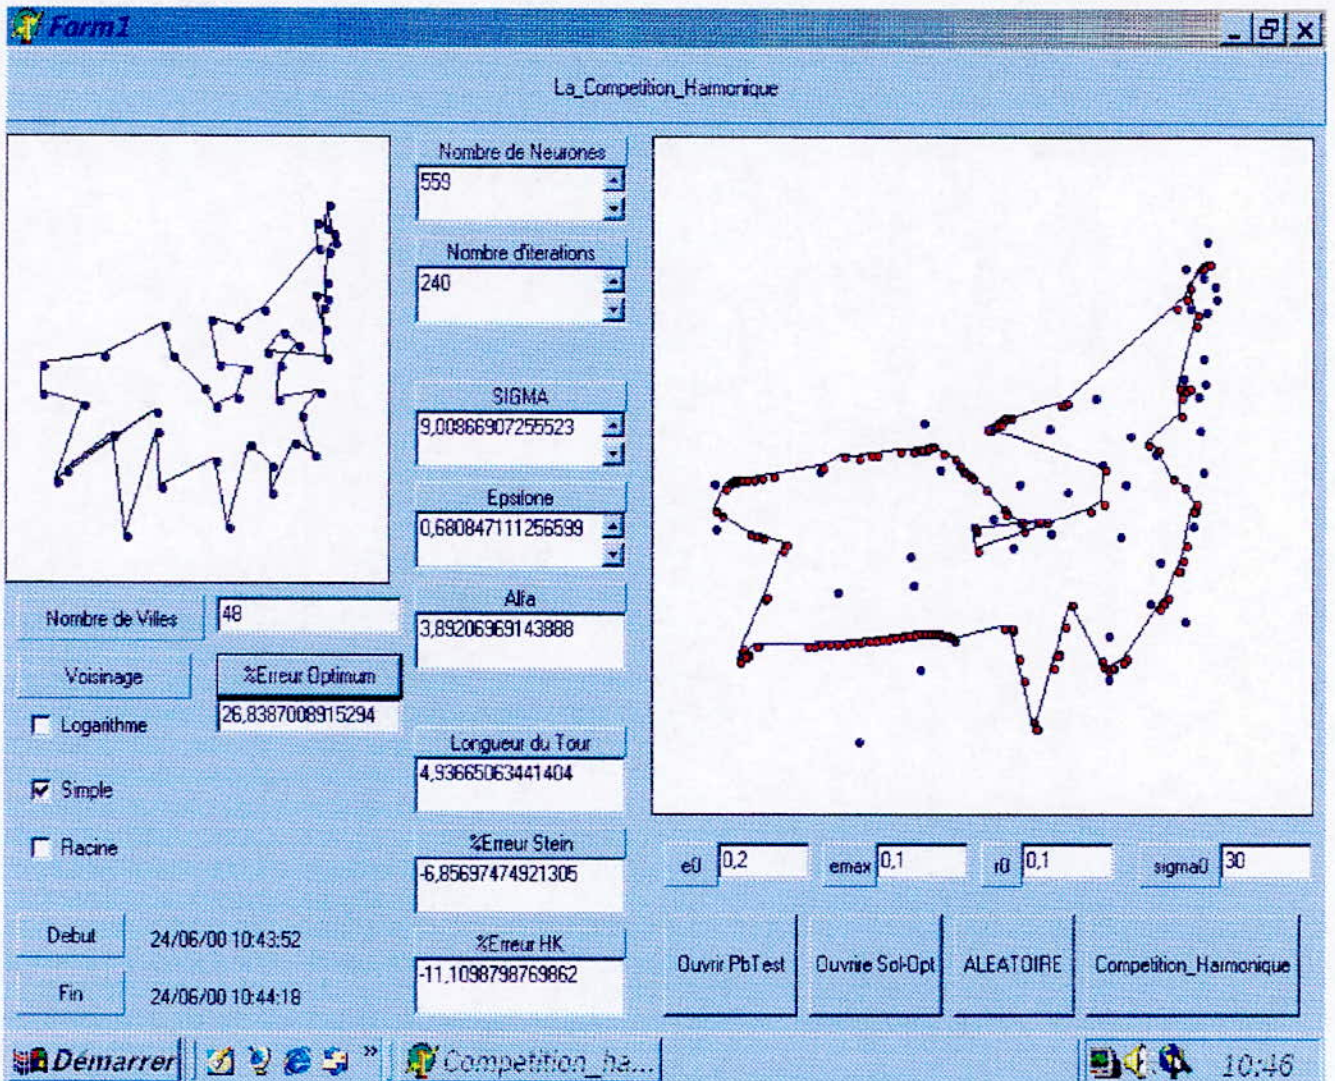 Form1
La_Competition_Harmonique
Nombre de Neurones
559
Nombre d'iterations
240
SIGMA
9,00866907255523
Epsilone
0,680847111256599
Alfa
3,89206969143888
Nombre de Villes
48
Voisinage
%Erreur Optimum
26,8387008915294
Logarithme
Simple
Racine
Longueur du Tour
4,93665063441404
%Erreur Stein
-6,85697474921305
%Erreur HK
-11,1098798769862
Debut
24/06/00 10:43:52
Fin
24/06/00 10:44:18
e0
0,2
emax
0,1
r0
0,1
sigma0
30
Ouvrir PbTest
Ouvrire Sol-Opt
ALEATOIRE
Competition_Harmonique
Démarrer
»
Competition_ha...
10:46